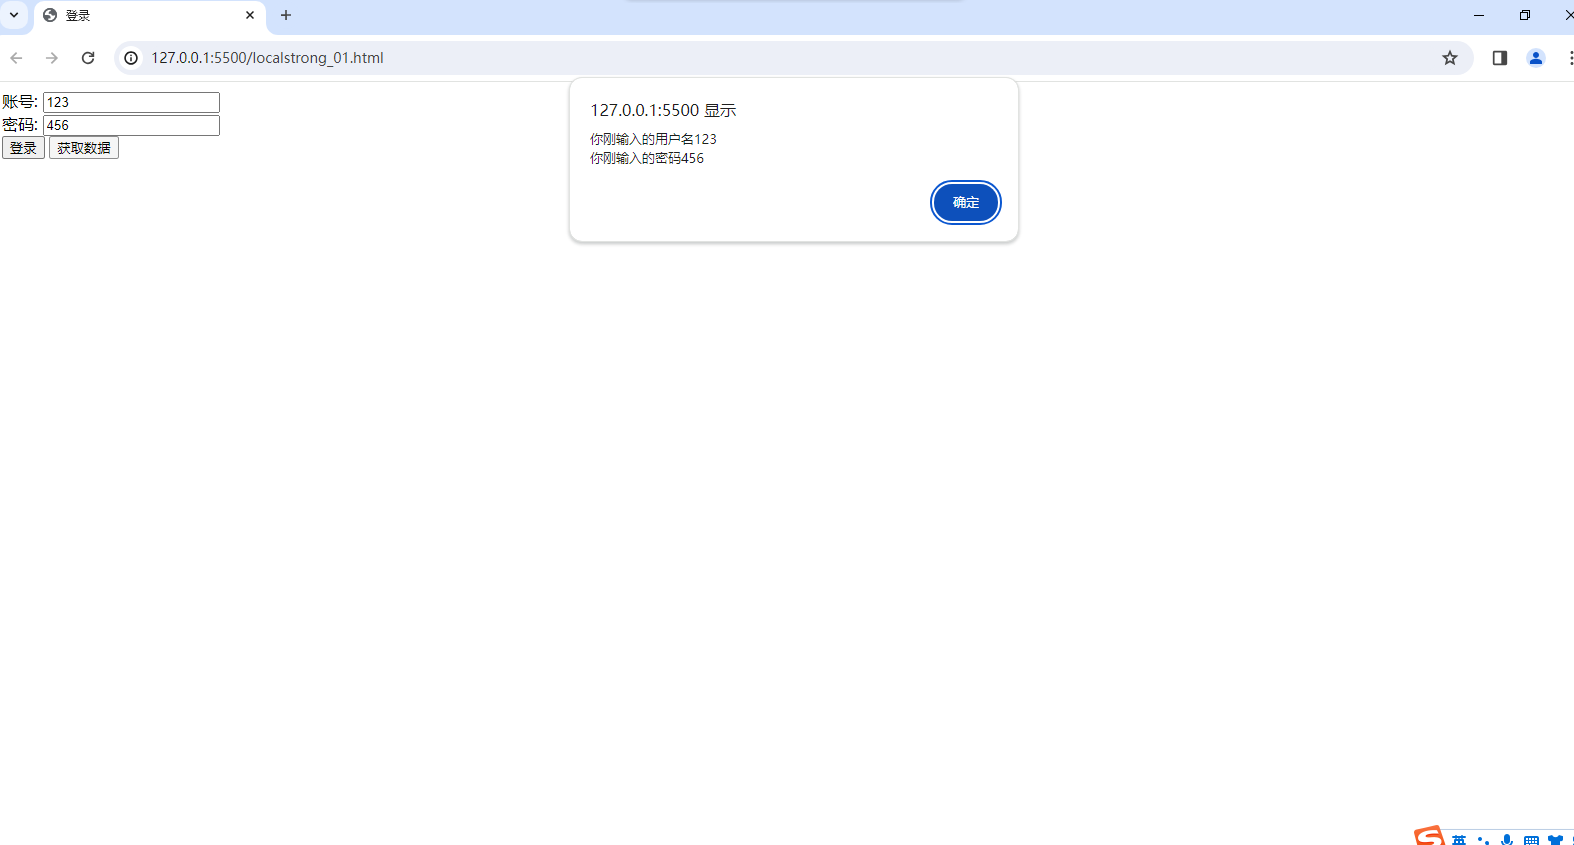 登录
127.0.0.1:5500/localstrong_01.html
127.0.0.1:5500 显示
你刚输入的用户名123
你刚输入的密码456
确定
账号: 123
密码: 456
登录 获取数据
英